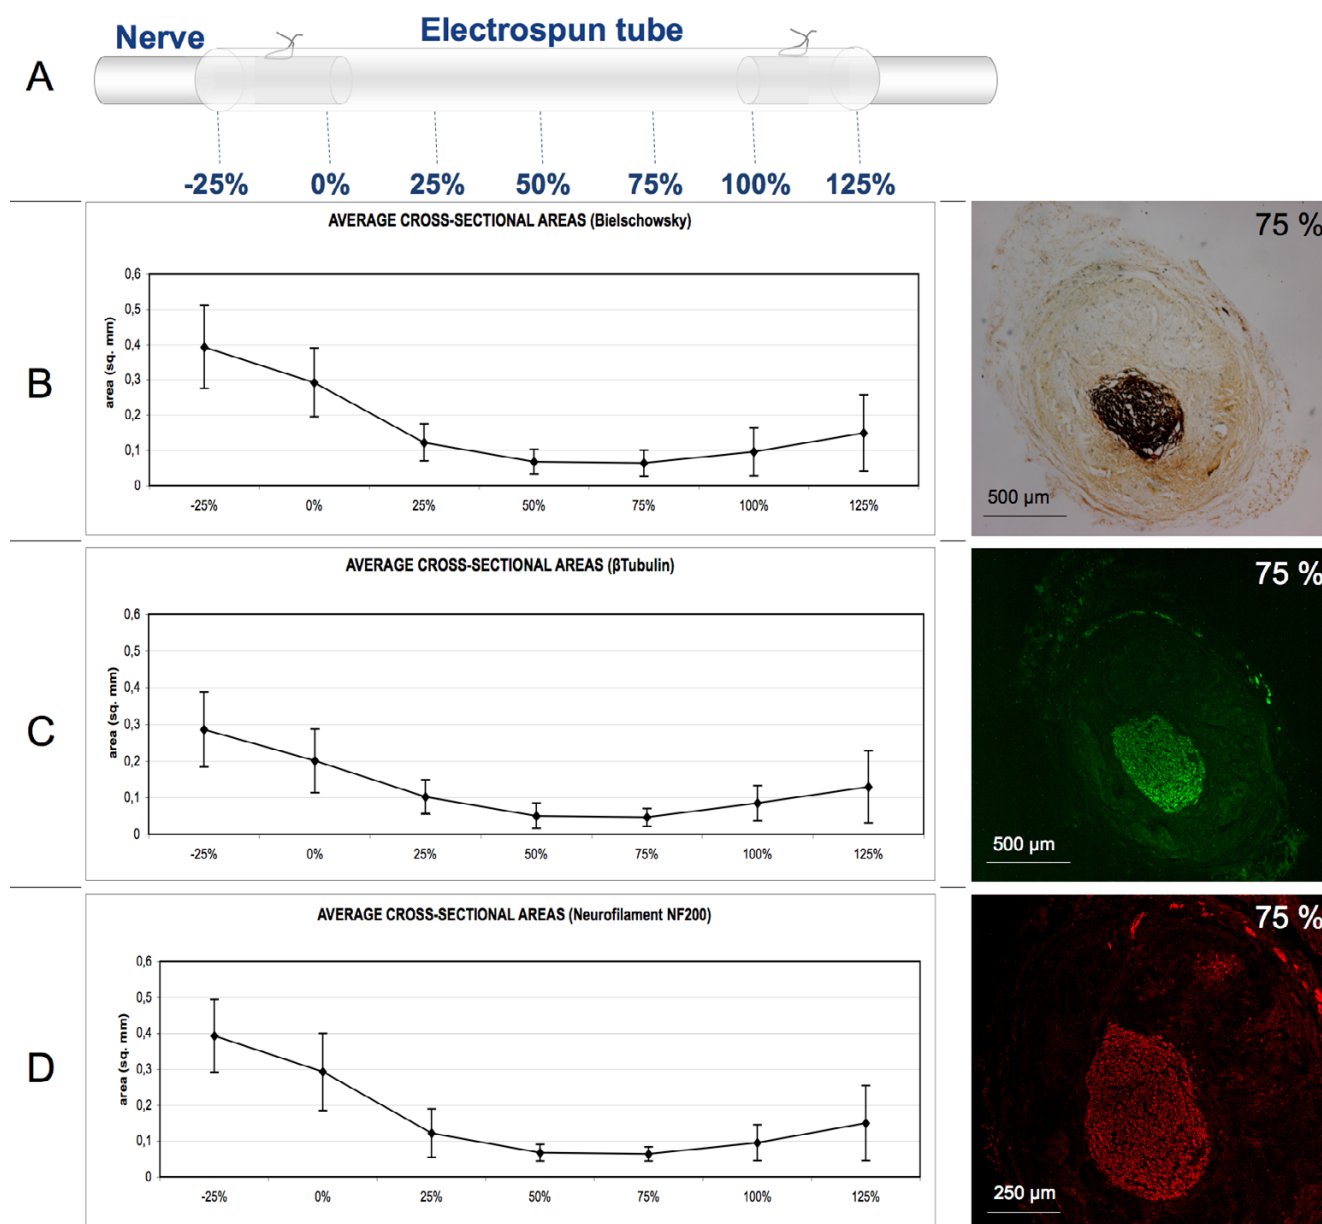 A
Nerve
Electrospun tube
-25% 0% 25% 50% 75% 100% 125%
B
AVERAGE CROSS-SECTIONAL AREAS (Bielschowsky)
area (sq. mm)
0,6
0,5
0,4
0,3
0,2
0,1
0
-25% 0% 25% 50% 75% 100% 125%
75 %
500 µm
C
AVERAGE CROSS-SECTIONAL AREAS (βTubulin)
area (sq. mm)
0,6
0,5
0,4
0,3
0,2
0,1
0
-25% 0% 25% 50% 75% 100% 125%
75 %
500 µm
D
AVERAGE CROSS-SECTIONAL AREAS (Neurofilament NF200)
area (sq. mm)
0,6
0,5
0,4
0,3
0,2
0,1
0
-25% 0% 25% 50% 75% 100% 125%
75 %
250 µm